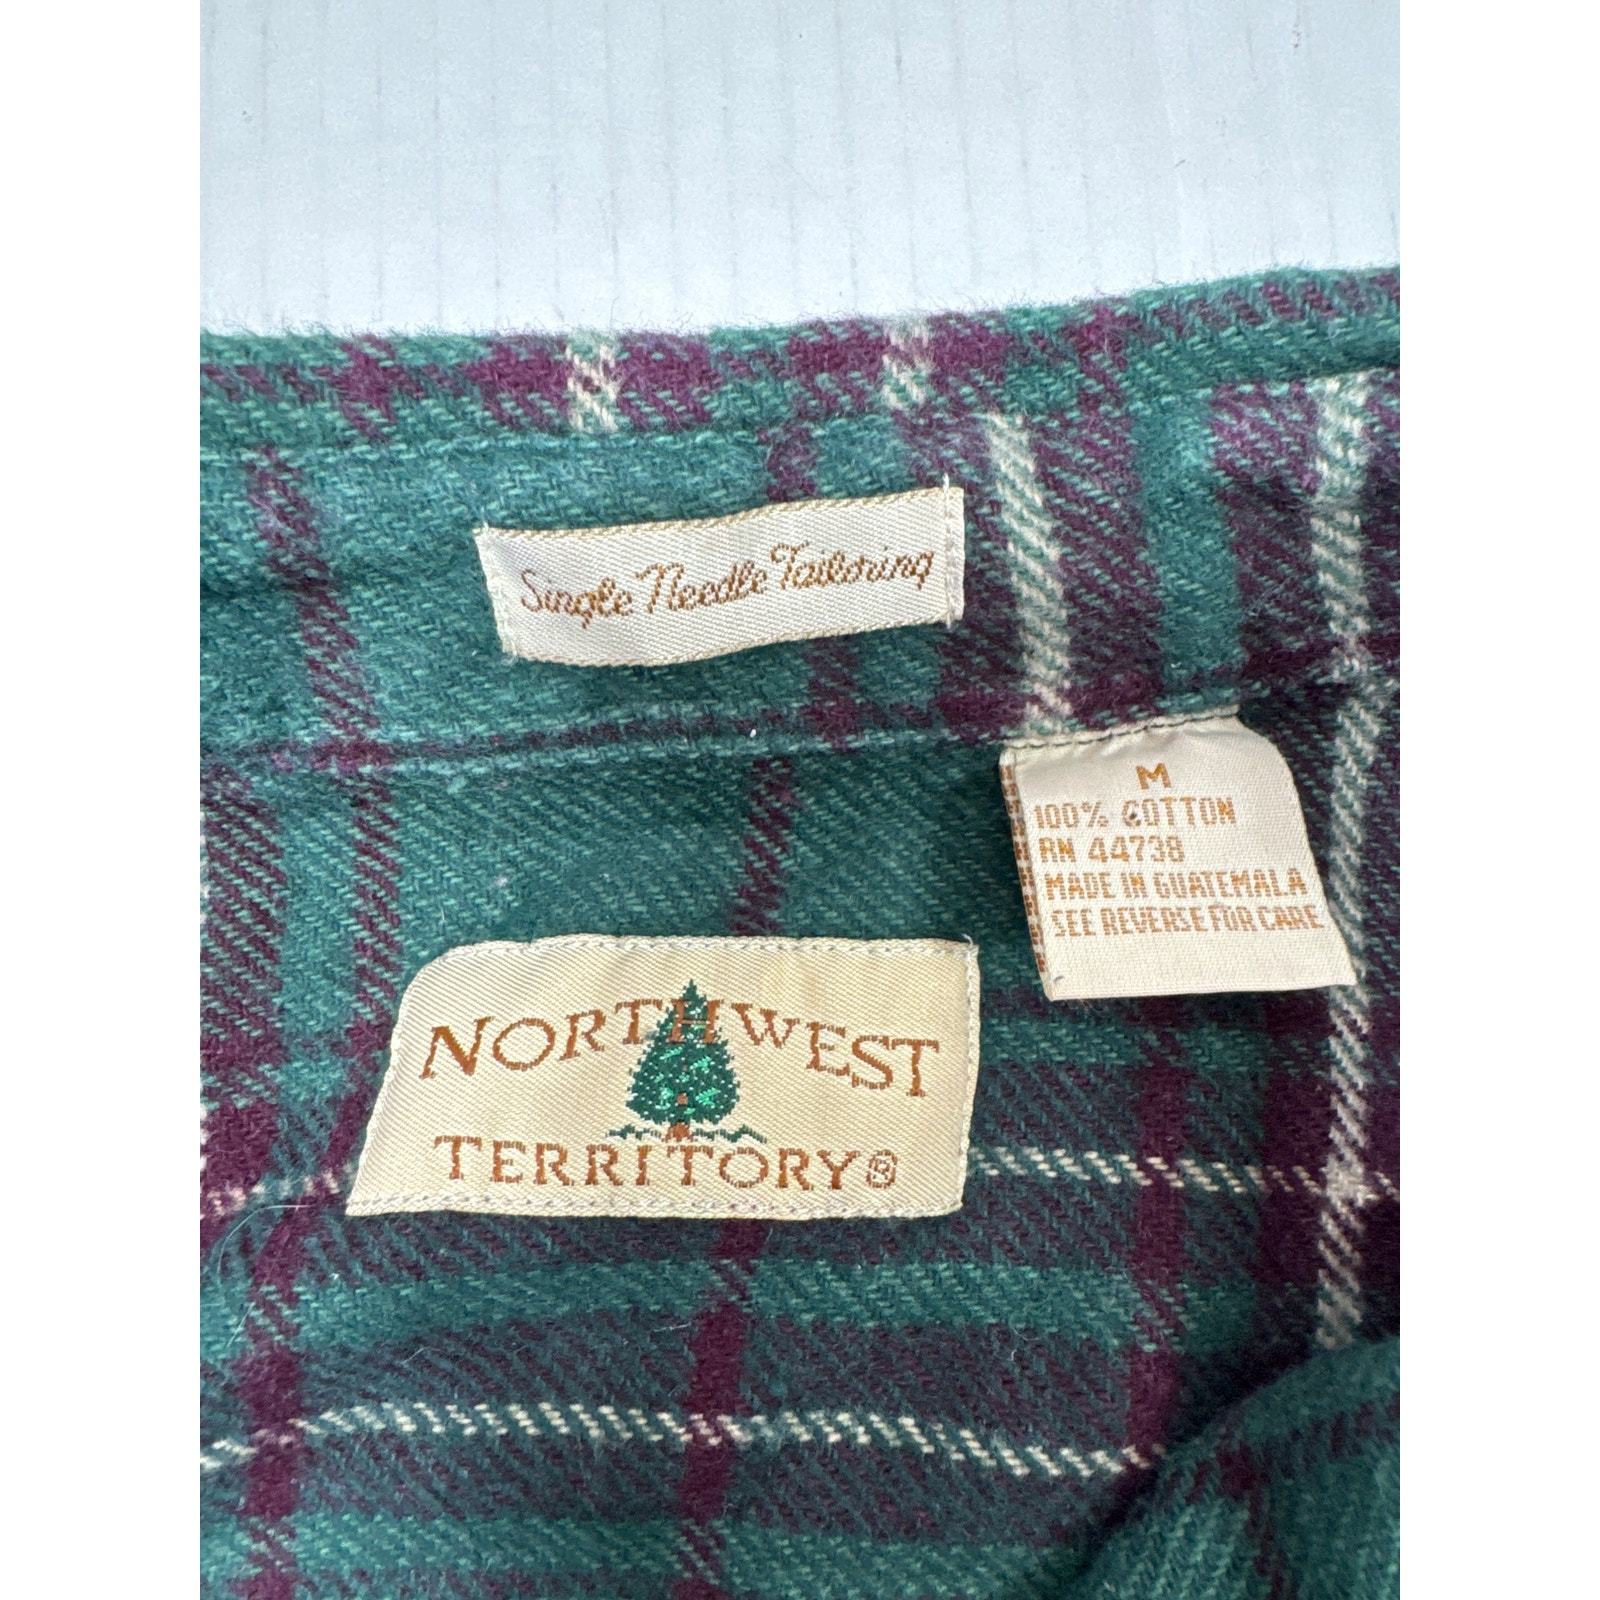 Single Needle Tailoring
M
100% COTTON
RN 44738
MADE IN GUATEMALA
SEE REVERSE FOR CARE
NORTHWEST
TERRITORY®